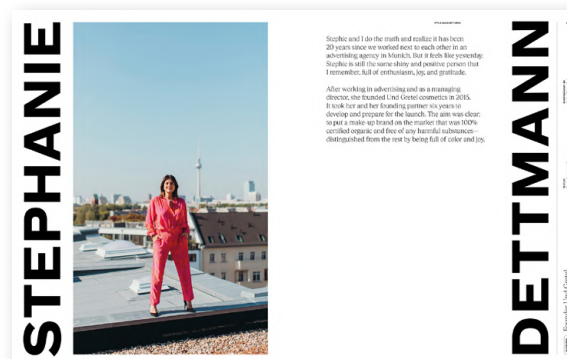 STEPHANIE
Stephie and I do the math and realize it has been
20 years since we worked next to each other in an
advertising agency in Munich. But it feels like yesterday.
Stephie is still the same shiny and positive person that
I remember, full of enthusiasm, joy, and gratitude.
After working in advertising and as a managing
director, she founded Und Gretel cosmetics in 2015.
It took her and her founding partner six years to
develop and prepare for the launch. The aim was clear:
to put a make-up brand on the market that was 100%
certified organic and free of any harmful substances—
distinguished from the rest by being full of color and joy.
DETTMANN
Founder Und Gretel